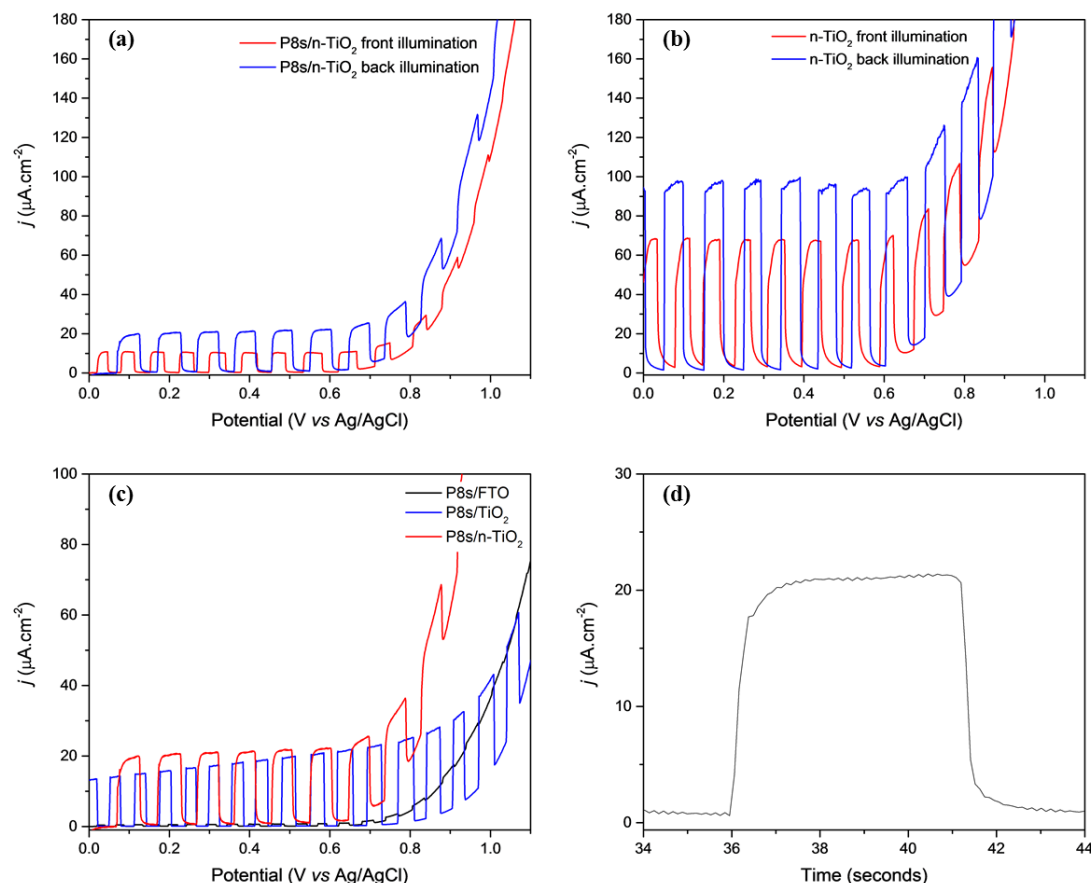 (a)
P8s/n-TiO₂ front illumination
P8s/n-TiO₂ back illumination
180
160
140
120
100
80
60
40
20
0
j (μA.cm⁻²)
0.0 0.2 0.4 0.6 0.8 1.0
Potential (V vs Ag/AgCl)
(b)
n-TiO₂ front illumination
n-TiO₂ back illumination
180
160
140
120
100
80
60
40
20
0
j (μA.cm⁻²)
0.0 0.2 0.4 0.6 0.8 1.0
Potential (V vs Ag/AgCl)
(c)
P8s/FTO
P8s/TiO₂
P8s/n-TiO₂
100
80
60
40
20
0
j (μA.cm⁻²)
0.0 0.2 0.4 0.6 0.8 1.0
Potential (V vs Ag/AgCl)
(d)
30
20
10
0
j (μA.cm⁻²)
34 36 38 40 42 44
Time (seconds)